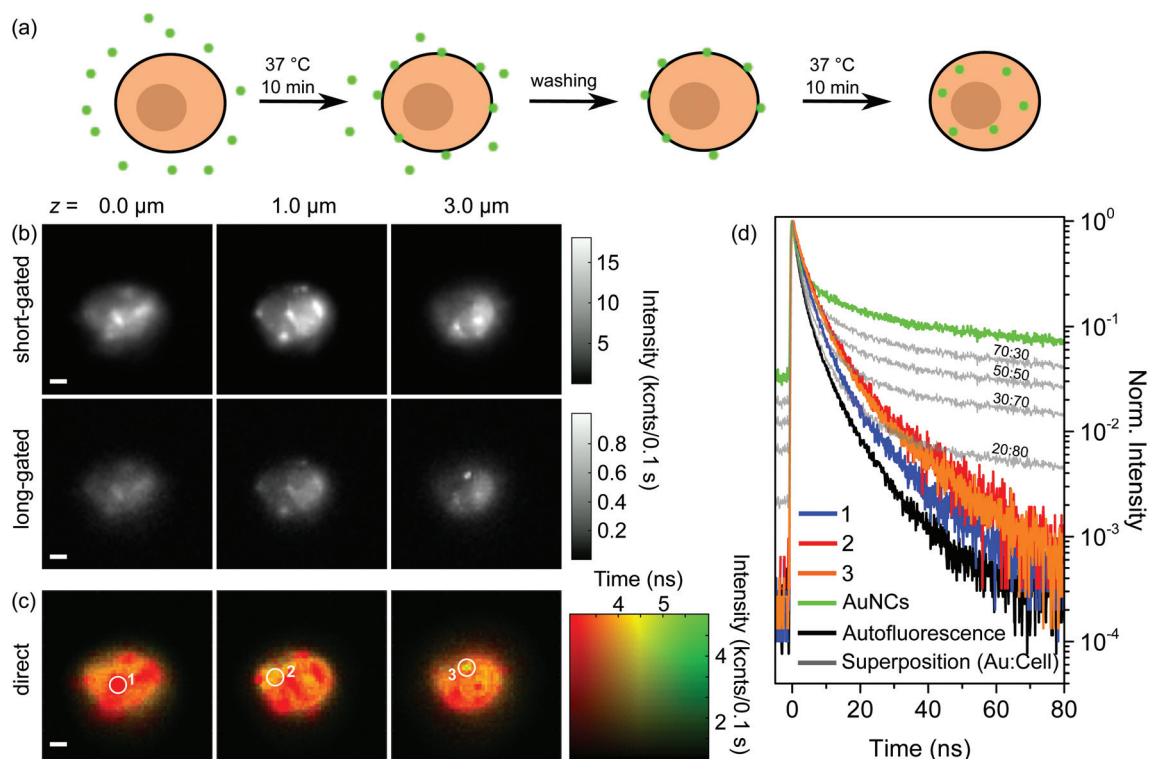 (a)
37 °C
10 min
washing
37 °C
10 min
z = 0.0 µm 1.0 µm 3.0 µm
(b)
short-gated
15
10
5
Intensity (kcnts/0.1 s)
long-gated
0.8
0.6
0.4
0.2
(c)
direct
1
2
3
Time (ns)
4 5
4
2
Intensity (kcnts/0.1 s)
(d)
10⁰
10⁻¹
10⁻²
10⁻³
10⁻⁴
Norm. Intensity
70:30
50:50
30:70
20:80
1
2
3
AuNCs
Autofluorescence
Superposition (Au:Cell)
0 20 40 60 80
Time (ns)